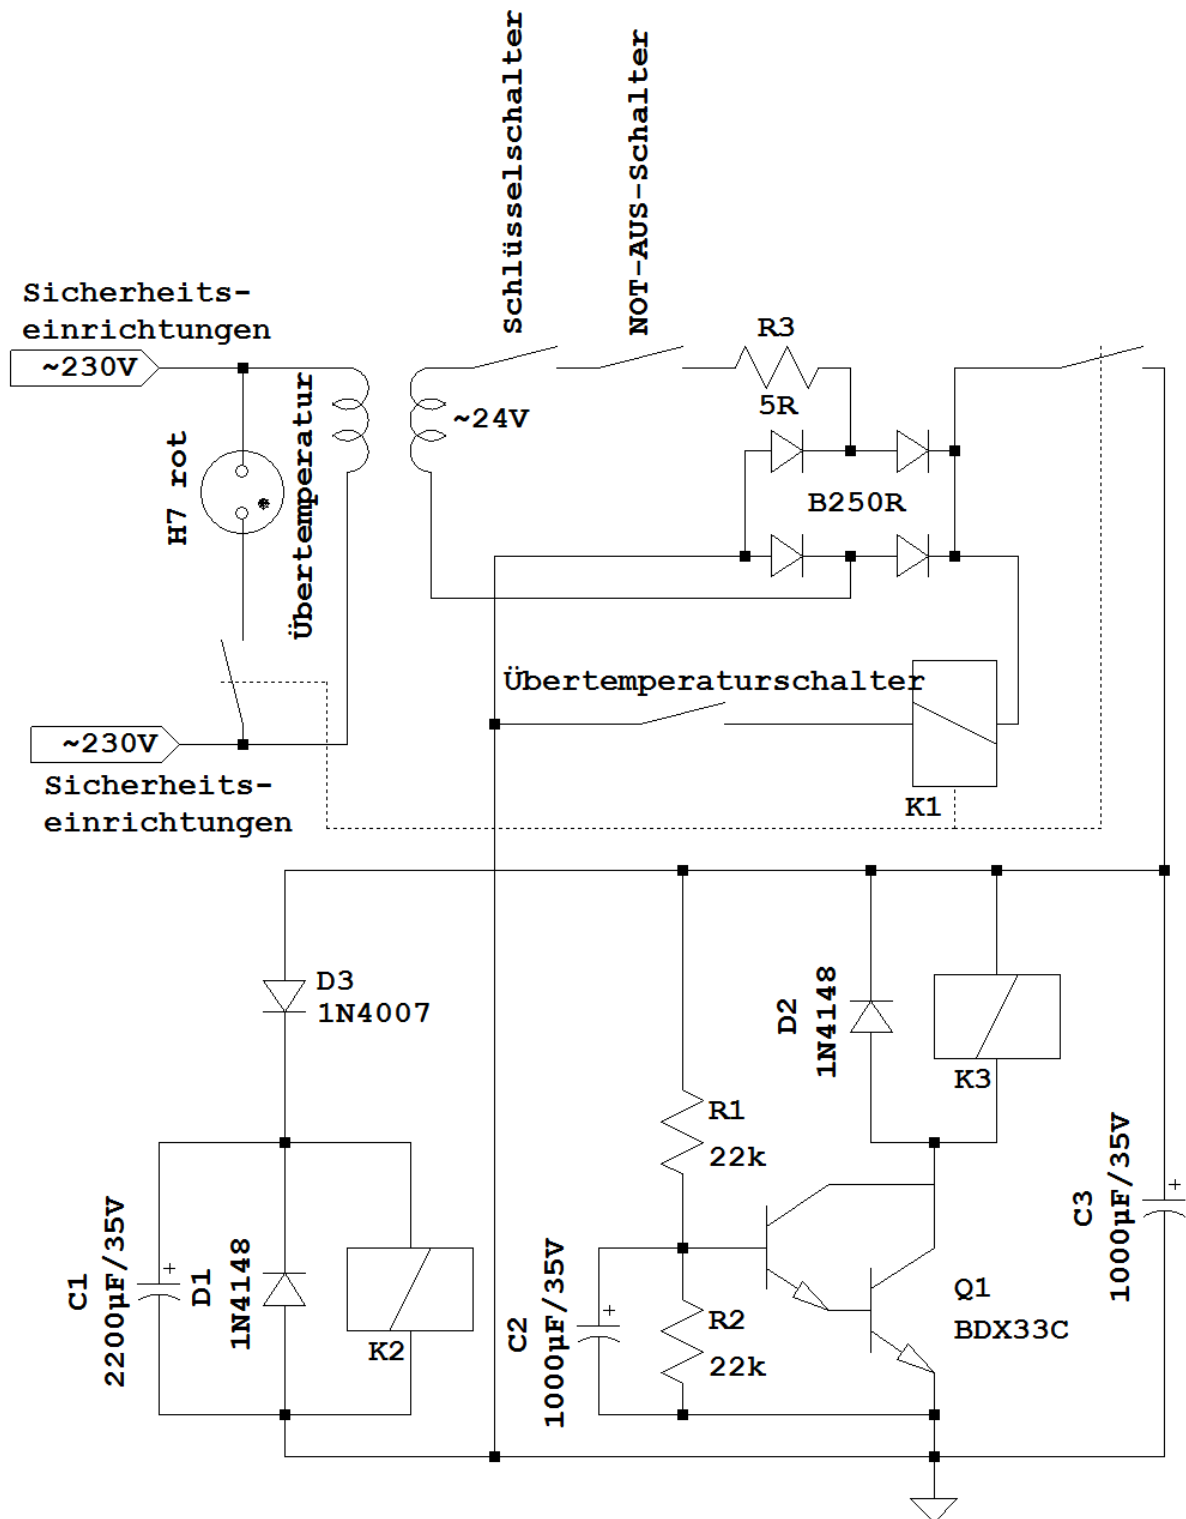 Schlüsselschalter
NOT-AUS-Schalter
Sicherheits-
einrichtungen
~230V
H7 rot
Übertemperatur
~24V
R3
5R
B250R
Übertemperaturschalter
K1
~230V
Sicherheits-
einrichtungen
D3
1N4007
D2
1N4148
K3
R1
22k
C3
1000µF/35V
+
C1
2200µF/35V
+
D1
1N4148
K2
C2
1000µF/35V
+
R2
22k
Q1
BDX33C